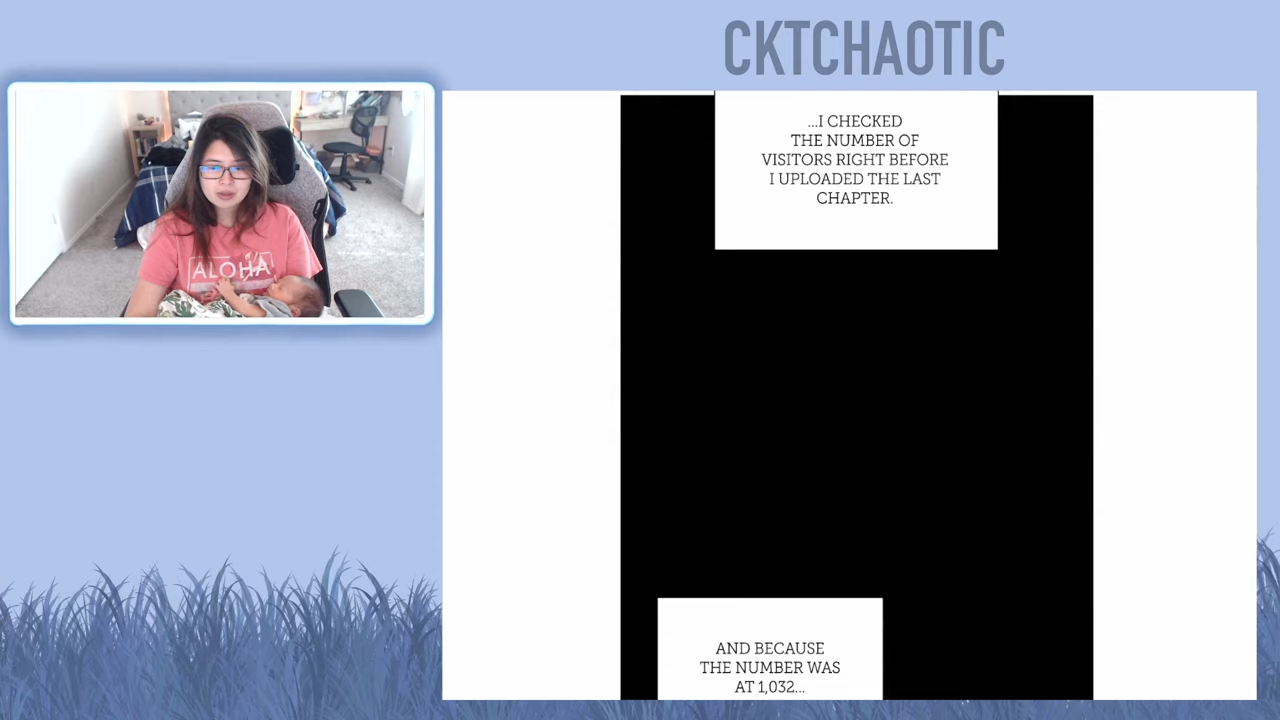 CKTCHAOTIC
...I CHECKED
THE NUMBER OF
VISITORS RIGHT BEFORE
I UPLOADED THE LAST
CHAPTER.
ALOHA
AND BECAUSE
THE NUMBER WAS
AT 1,032...